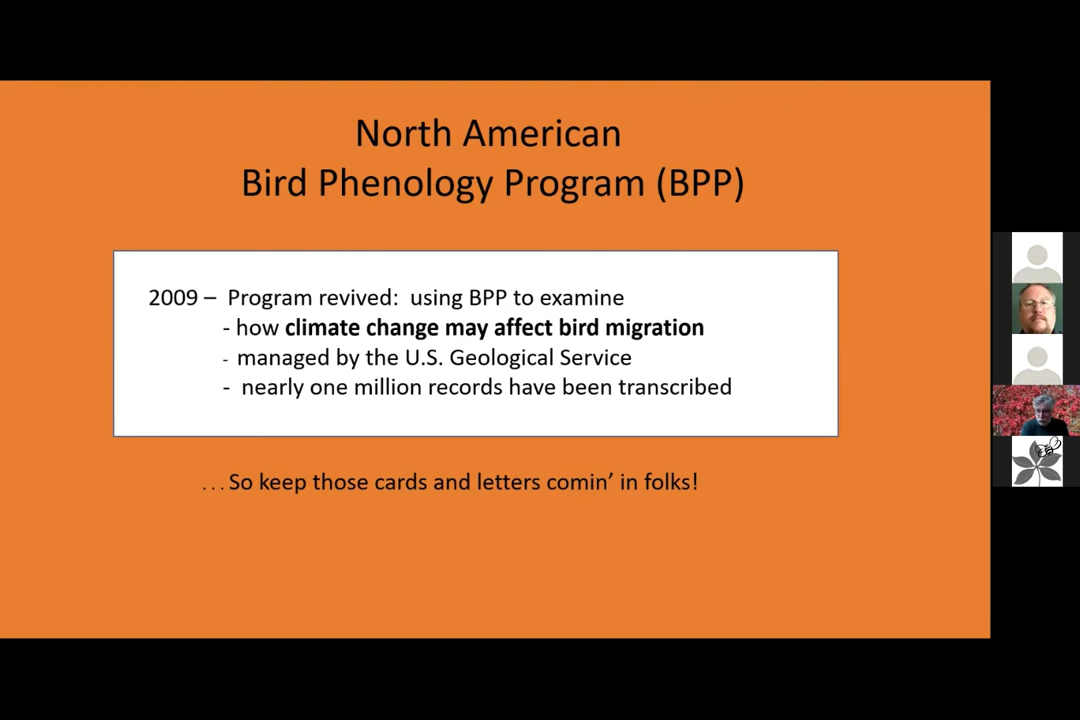 North American
Bird Phenology Program (BPP)
2009 – Program revived: using BPP to examine
- how climate change may affect bird migration
- managed by the U.S. Geological Service
- nearly one million records have been transcribed
. . . So keep those cards and letters comin’ in folks!